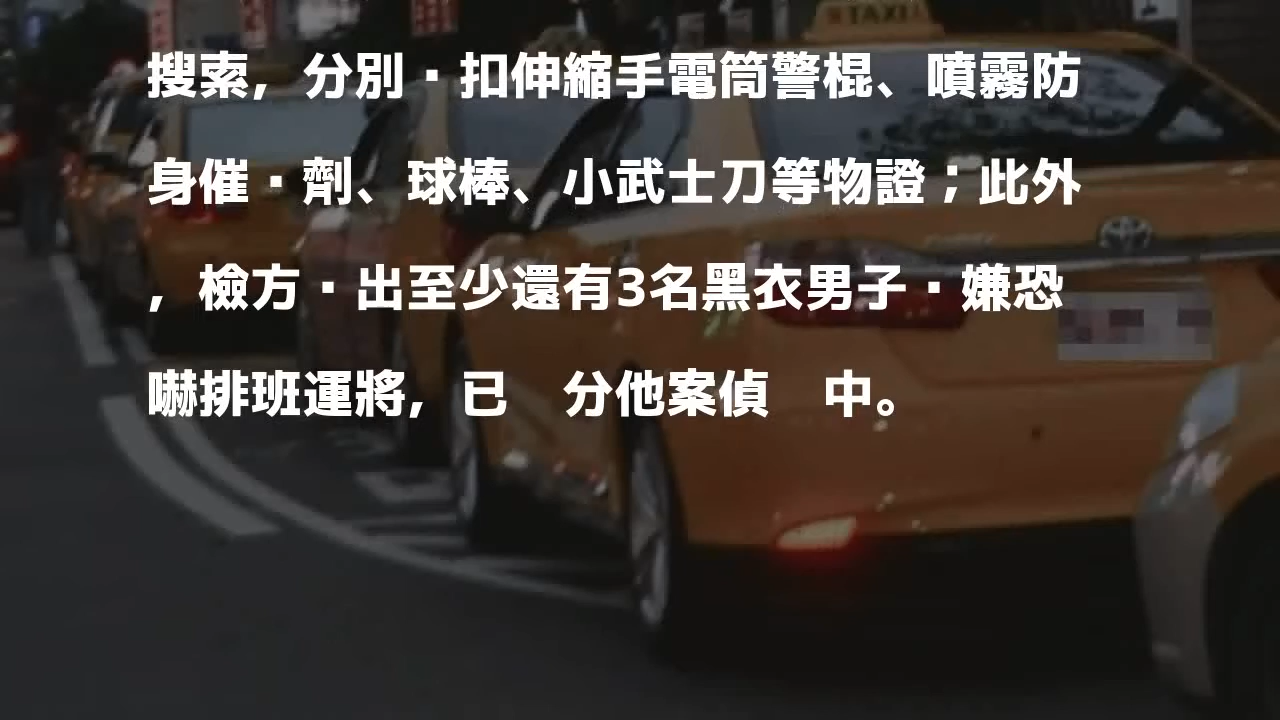 TAXI
搜索，分別·扣伸縮手電筒警棍、噴霧防
身催·劑、球棒、小武士刀等物證；此外
，檢方·出至少還有3名黑衣男子·嫌恐
嚇排班運將，已　分他案偵　中。